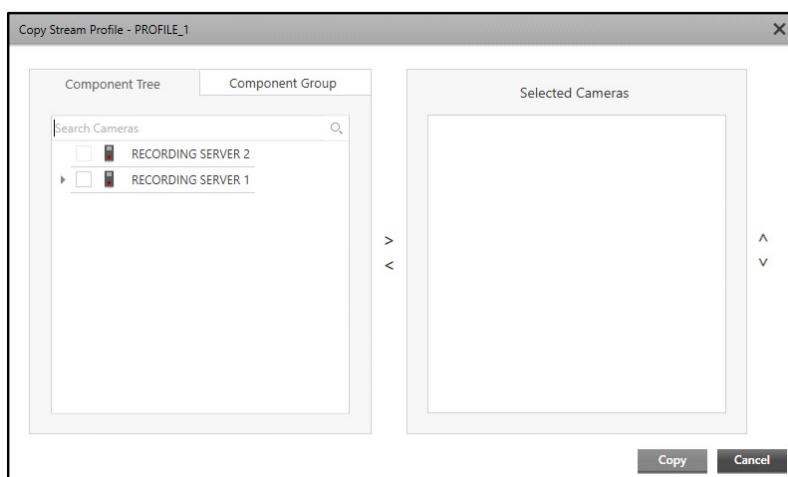 Copy Stream Profile - PROFILE_1
Component Tree
Component Group
Search Cameras
RECORDING SERVER 2
RECORDING SERVER 1
Selected Cameras
>
<
Copy
Cancel